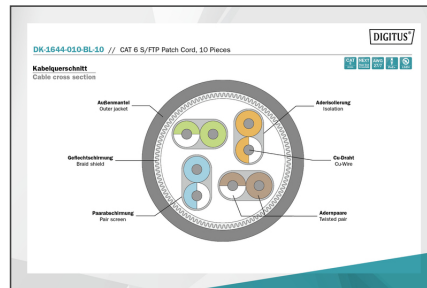 DIGITUS®
DK-1644-010-BL-10 // CAT 6 S/FTP Patch Cord, 10 Pieces
Kabelquerschnitt
Cable cross section
Außenmantel
Outer jacket
Aderisolierung
Isolation
Geflechtschirmung
Braid shield
Cu-Draht
Cu-Wire
Paarabschirmung
Pair screen
Adernpaare
Twisted pair